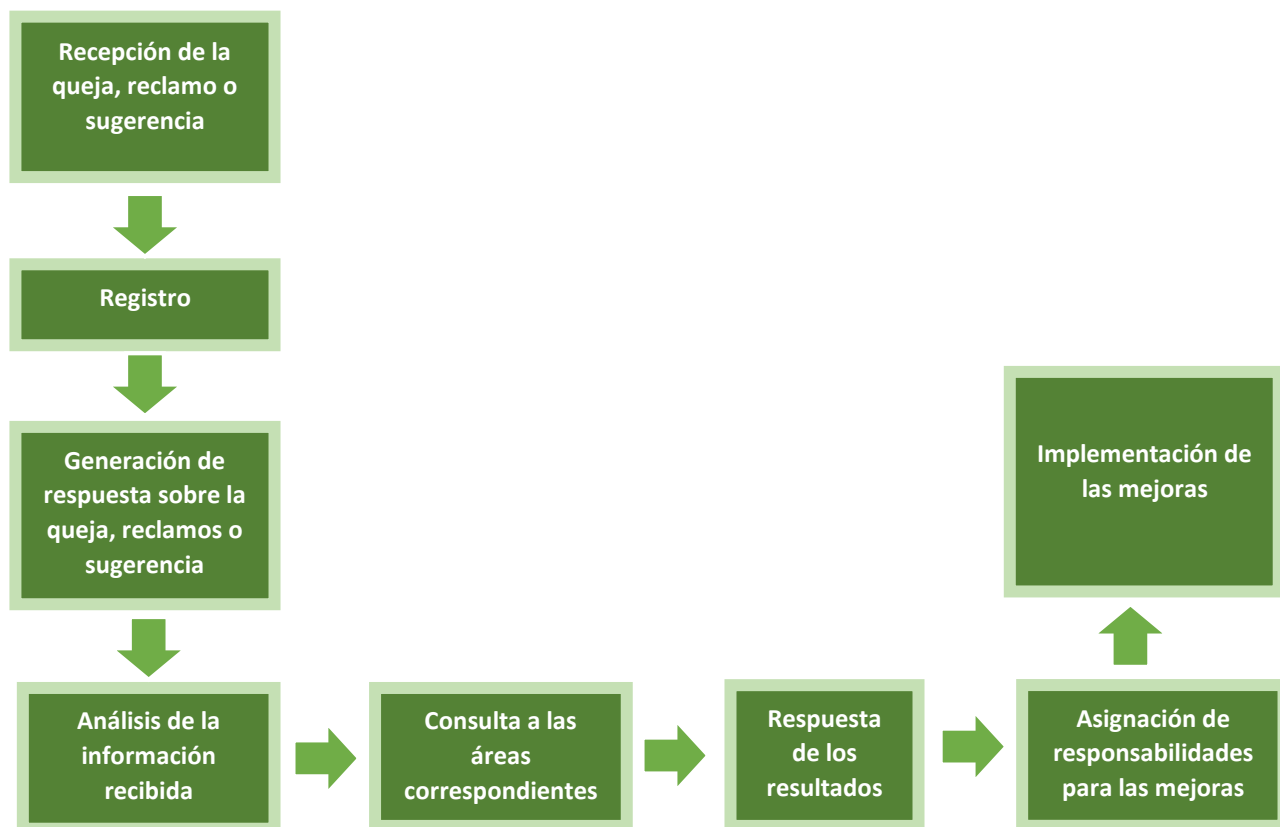 Recepción de la
queja, reclamo o
sugerencia
Registro
Generación de
respuesta sobre la
queja, reclamos o
sugerencia
Análisis de la
información
recibida
Consulta a las
áreas
correspondientes
Respuesta
de los
resultados
Asignación de
responsabilidades
para las mejoras
Implementación de
las mejoras